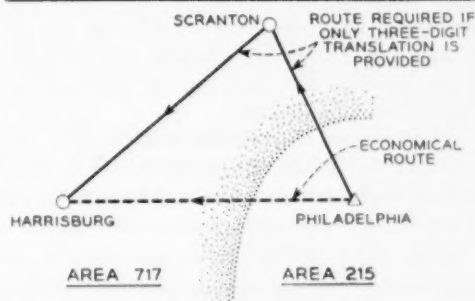 SCRANTON
ROUTE REQUIRED IF
ONLY THREE-DIGIT
TRANSLATION IS
PROVIDED
ECONOMICAL
ROUTE
HARRISBURG
PHILADELPHIA
AREA 717
AREA 215